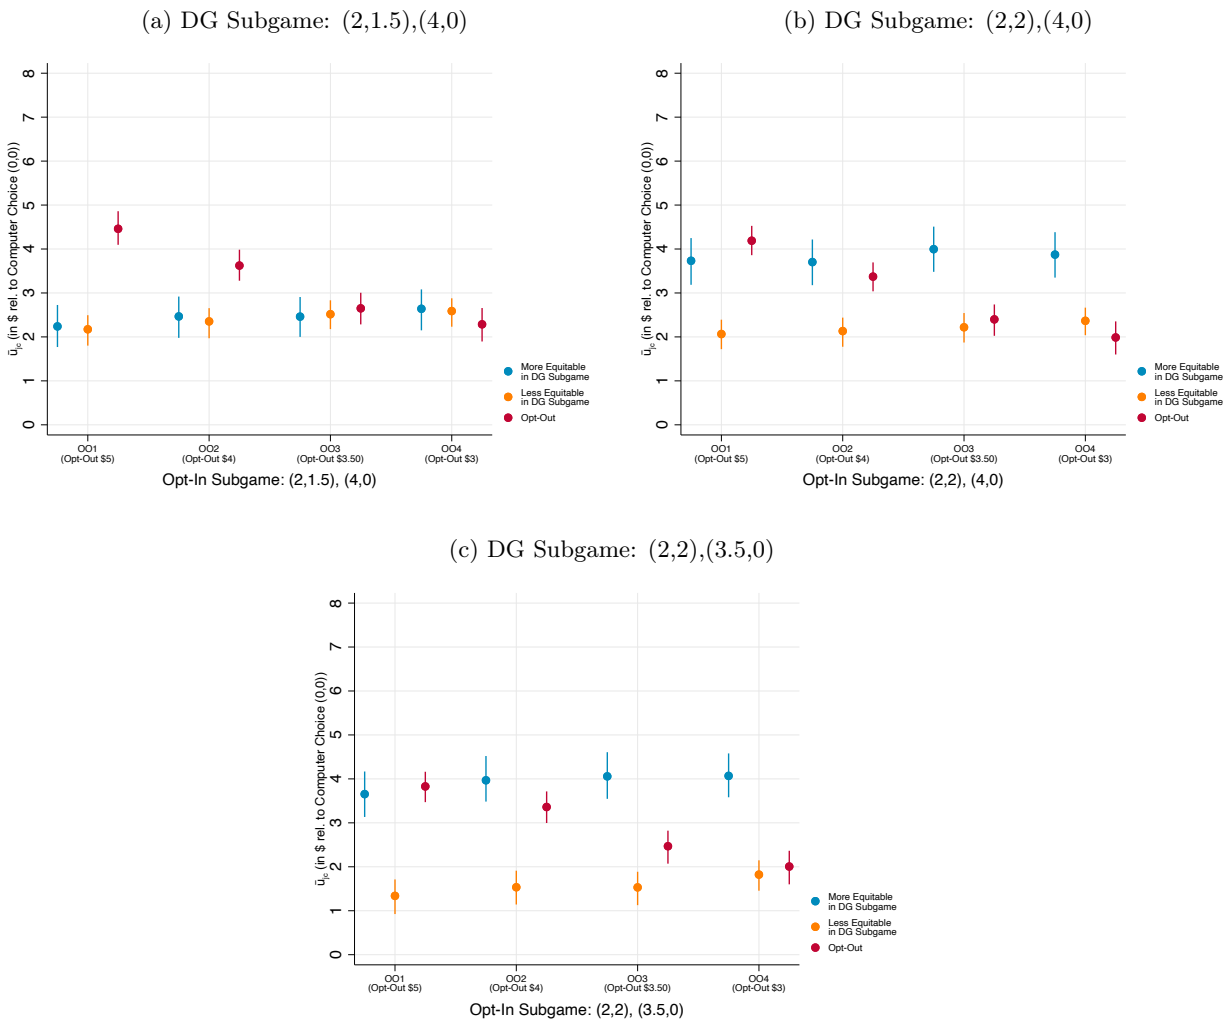 (a) DG Subgame: (2,1.5),(4,0)
ū_jc (in $ rel. to Computer Choice (0,0))
8
7
6
5
4
3
2
1
0
OO1
(Opt-Out $5)
OO2
(Opt-Out $4)
OO3
(Opt-Out $3.50)
OO4
(Opt-Out $3)
Opt-In Subgame: (2,1.5), (4,0)
More Equitable
in DG Subgame
Less Equitable
in DG Subgame
Opt-Out
(b) DG Subgame: (2,2),(4,0)
ū_jc (in $ rel. to Computer Choice (0,0))
8
7
6
5
4
3
2
1
0
OO1
(Opt-Out $5)
OO2
(Opt-Out $4)
OO3
(Opt-Out $3.50)
OO4
(Opt-Out $3)
Opt-In Subgame: (2,2), (4,0)
More Equitable
in DG Subgame
Less Equitable
in DG Subgame
Opt-Out
(c) DG Subgame: (2,2),(3.5,0)
ū_jc (in $ rel. to Computer Choice (0,0))
8
7
6
5
4
3
2
1
0
OO1
(Opt-Out $5)
OO2
(Opt-Out $4)
OO3
(Opt-Out $3.50)
OO4
(Opt-Out $3)
Opt-In Subgame: (2,2), (3.5,0)
More Equitable
in DG Subgame
Less Equitable
in DG Subgame
Opt-Out